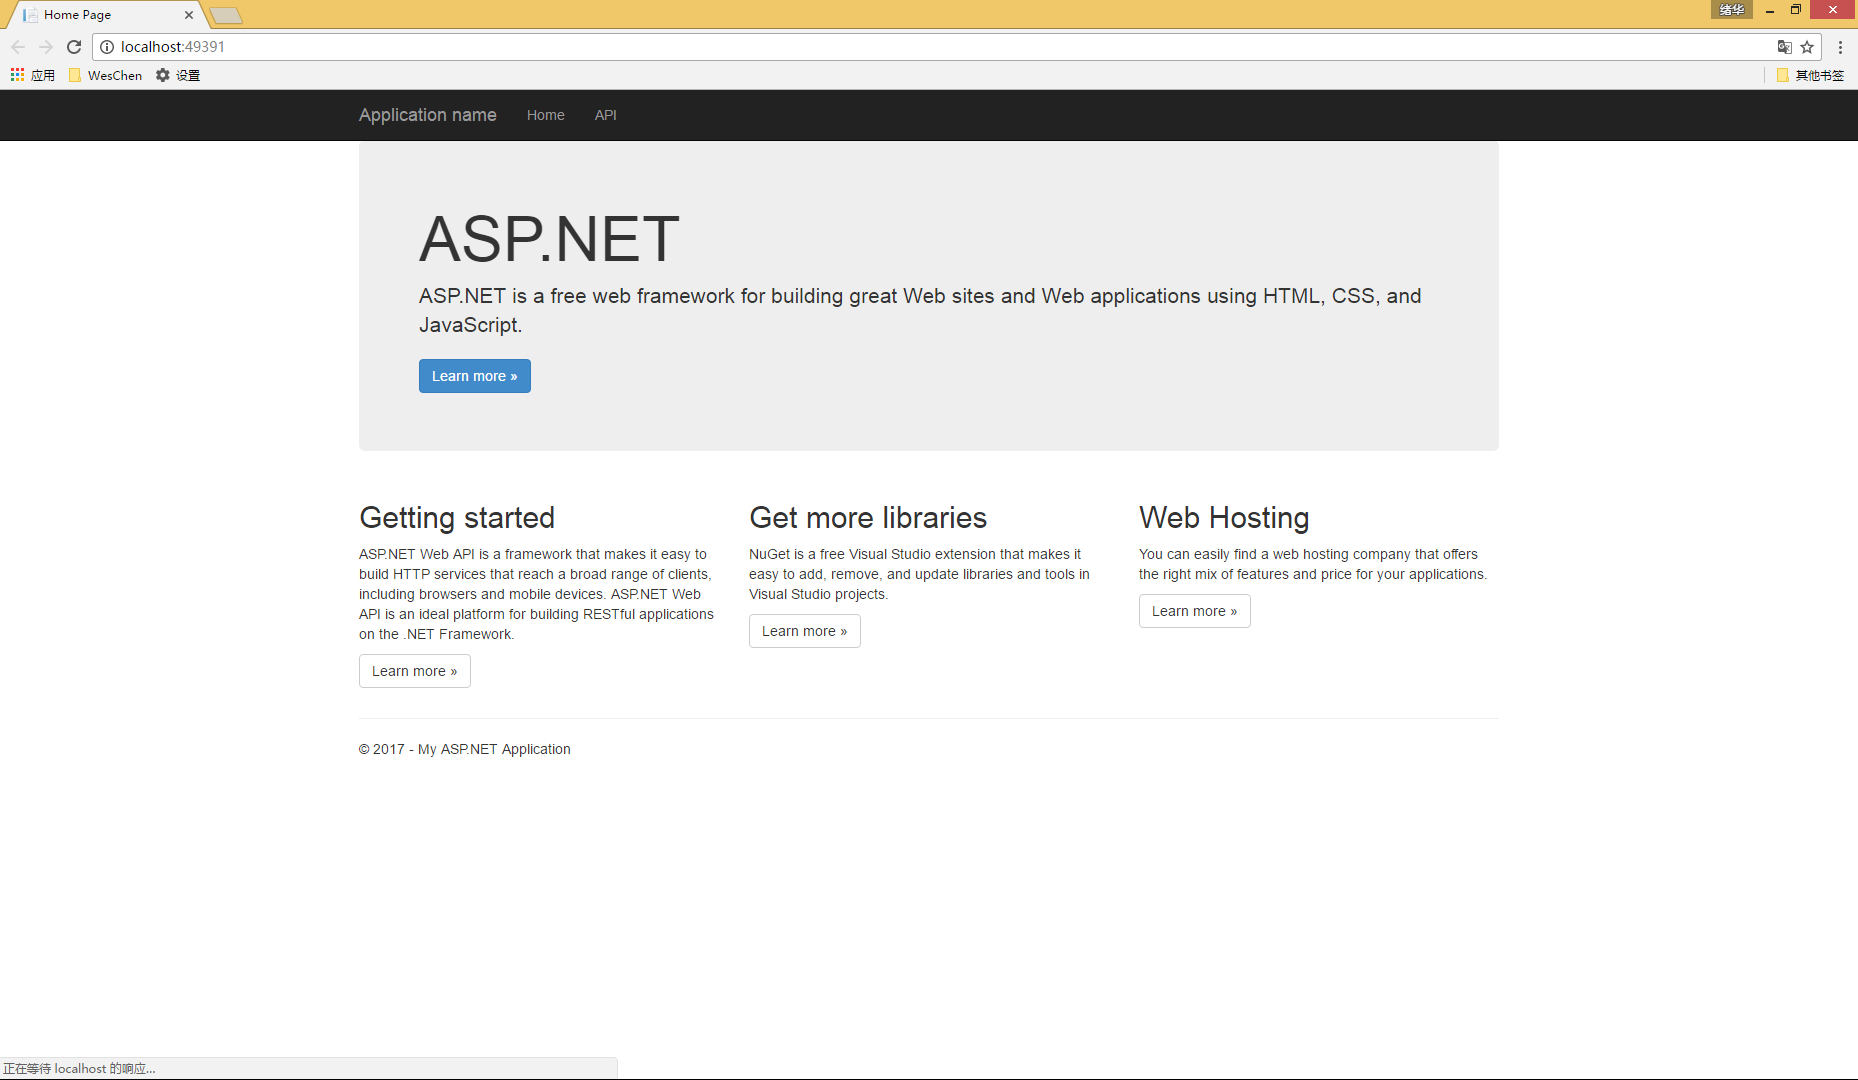 Home Page
绪华
localhost:49391
应用
WesChen
设置
其他书签
Application name
Home
API
ASP.NET
ASP.NET is a free web framework for building great Web sites and Web applications using HTML, CSS, and
JavaScript.
Learn more »
Getting started
ASP.NET Web API is a framework that makes it easy to
build HTTP services that reach a broad range of clients,
including browsers and mobile devices. ASP.NET Web
API is an ideal platform for building RESTful applications
on the .NET Framework.
Learn more »
Get more libraries
NuGet is a free Visual Studio extension that makes it
easy to add, remove, and update libraries and tools in
Visual Studio projects.
Learn more »
Web Hosting
You can easily find a web hosting company that offers
the right mix of features and price for your applications.
Learn more »
© 2017 - My ASP.NET Application
正在等待 localhost 的响应...